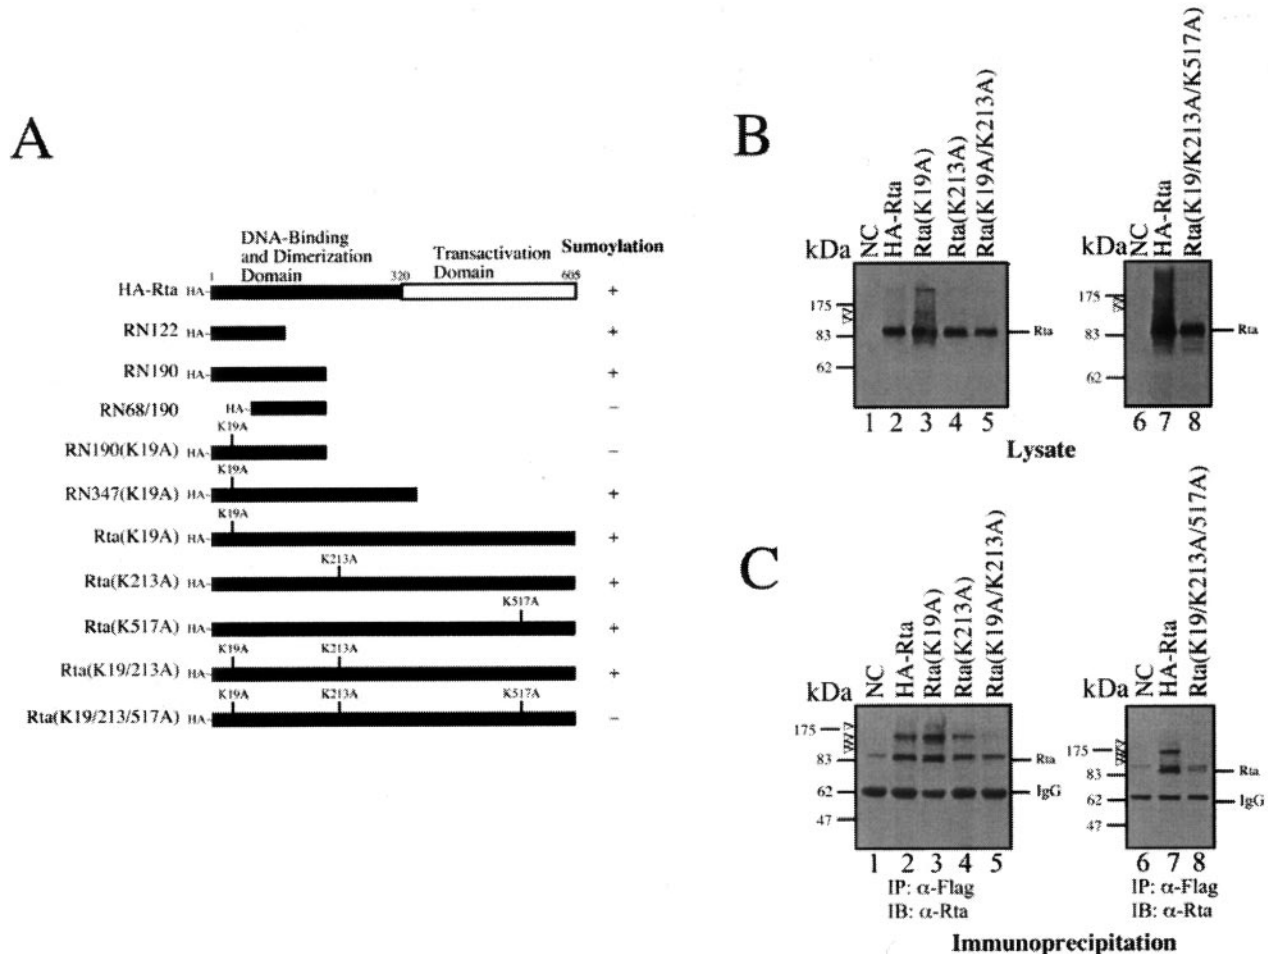 A
DNA-Binding
and Dimerization
Domain
Transactivation
Domain
Sumoylation
1 320 605
HA-Rta HA- +
RN122 HA- +
RN190 HA- +
RN68/190 HA- –
K19A
RN190(K19A) HA- –
K19A
RN347(K19A) HA- +
K19A
Rta(K19A) HA- +
K213A
Rta(K213A) HA- +
K517A
Rta(K517A) HA- +
K19A K213A
Rta(K19/213A) HA- +
K19A K213A K517A
Rta(K19/213/517A) HA- –
B
kDa
NC
HA-Rta
Rta(K19A)
Rta(K213A)
Rta(K19A/K213A)
175
83
62
Rta
1 2 3 4 5
kDa
NC
HA-Rta
Rta(K19/K213A/K517A)
175
83
62
Rta
6 7 8
Lysate
C
kDa
NC
HA-Rta
Rta(K19A)
Rta(K213A)
Rta(K19A/K213A)
175
83
62
47
Rta
IgG
1 2 3 4 5
IP: α-Flag
IB: α-Rta
kDa
NC
HA-Rta
Rta(K19/K213A/517A)
175
83
62
47
Rta
IgG
6 7 8
IP: α-Flag
IB: α-Rta
Immunoprecipitation